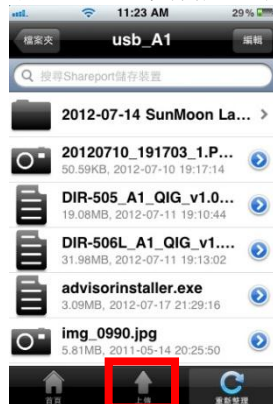 11:23 AM
29%
檔案夾
usb_A1
編輯
搜尋Shareport儲存裝置
2012-07-14 SunMoon La...
20120710_191703_1.P...
50.59KB, 2012-07-10 19:17:14
DIR-505_A1_QIG_v1.0...
19.08MB, 2012-07-11 19:10:44
DIR-506L_A1_QIG_v1....
31.98MB, 2012-07-11 19:13:02
advisorinstaller.exe
3.09MB, 2012-07-17 21:29:16
img_0990.jpg
5.81MB, 2011-05-14 20:25:50
首頁
上傳
重新整理